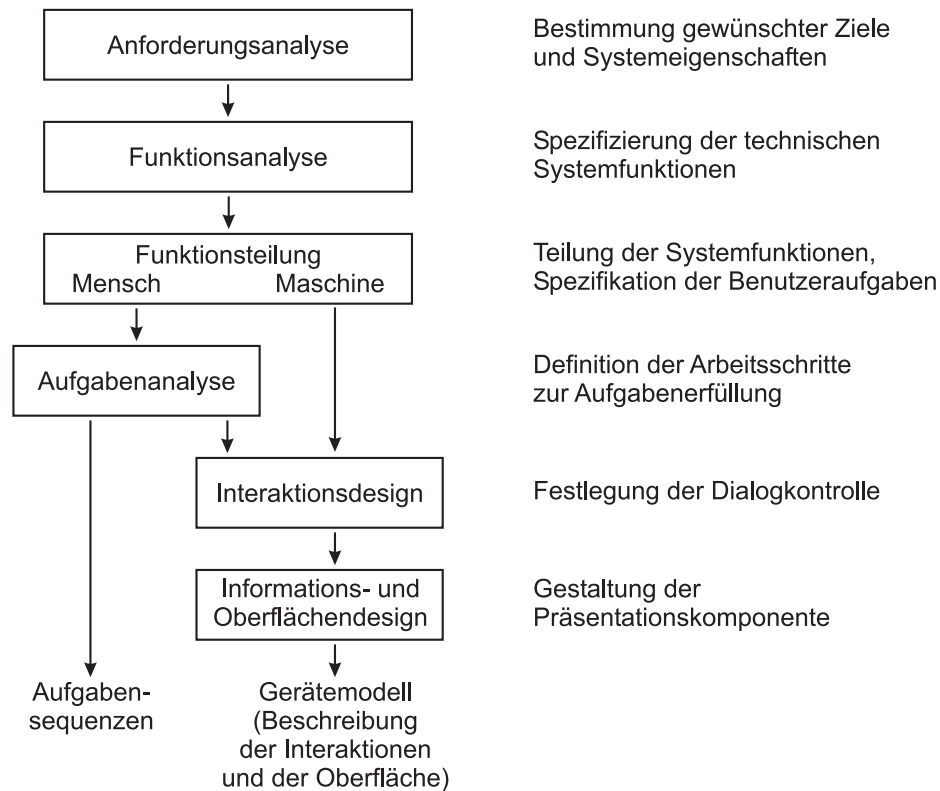 Anforderungsanalyse
Bestimmung gewünschter Ziele
und Systemeigenschaften
Funktionsanalyse
Spezifizierung der technischen
Systemfunktionen
Funktionsteilung
Mensch Maschine
Teilung der Systemfunktionen,
Spezifikation der Benutzeraufgaben
Aufgabenanalyse
Definition der Arbeitsschritte
zur Aufgabenerfüllung
Interaktionsdesign
Festlegung der Dialogkontrolle
Informations- und
Oberflächendesign
Gestaltung der
Präsentationskomponente
Aufgaben-
sequenzen
Gerätemodell
(Beschreibung
der Interaktionen
und der Oberfläche)